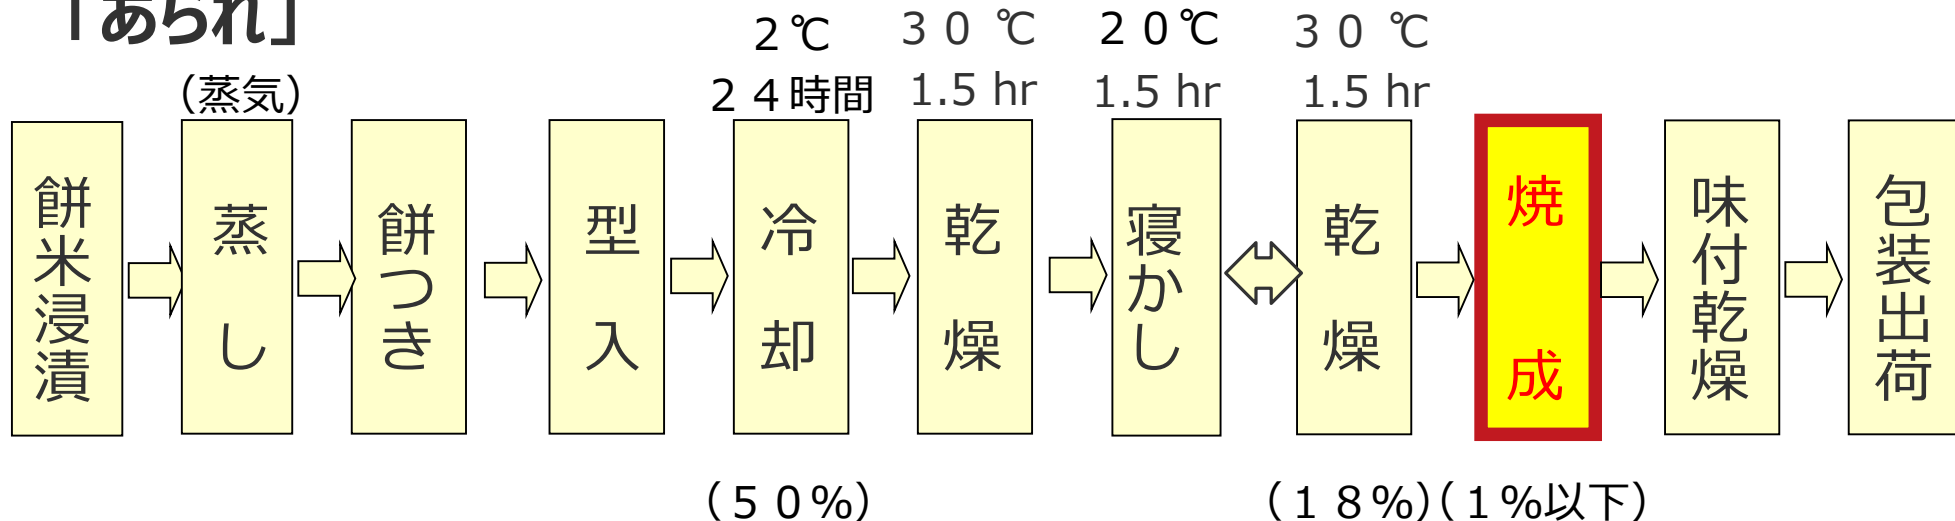 「あられ」
2℃
３０℃
２０℃
３０℃
（蒸気）
２４時間
1.5 hr
1.5 hr
1.5 hr
餅米浸漬
蒸し
餅つき
型入
冷却
乾燥
寝かし
乾燥
焼成
味付乾燥
包装出荷
（５０%）
（１８%）
（１%以下）